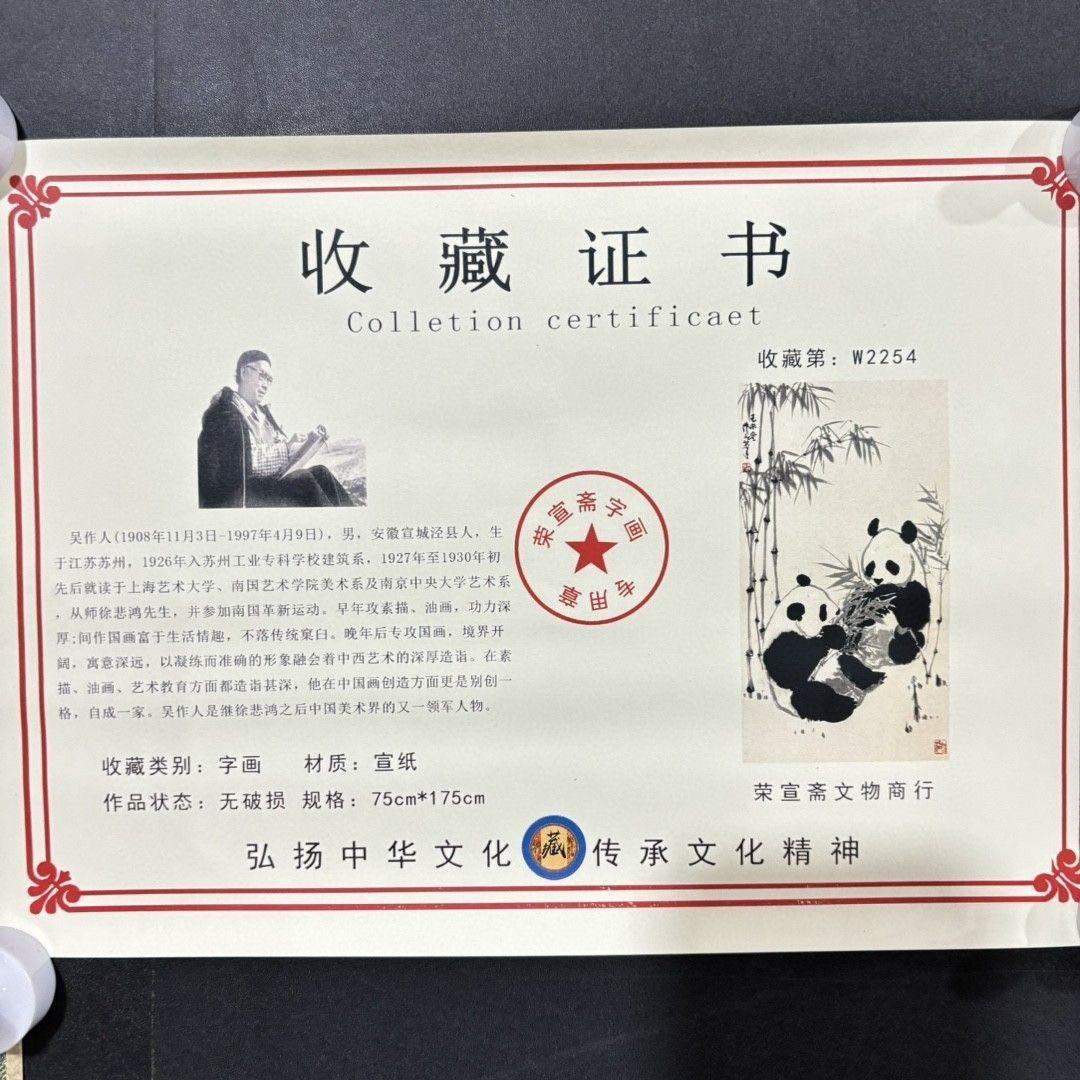 收藏证书
Colletion certificaet
收藏第：W2254
吴作人(1908年11月3日-1997年4月9日)，男，安徽宣城泾县人，生
于江苏苏州，1926年入苏州工业专科学校建筑系，1927年至1930年初
先后就读于上海艺术大学、南国艺术学院美术系及南京中央大学艺术系
，从师徐悲鸿先生，并参加南国革新运动。早年攻素描、油画，功力深
厚;间作国画富于生活情趣，不落传统窠臼。晚年后专攻国画，境界开
阔，寓意深远，以凝练而准确的形象融会着中西艺术的深厚造诣。在素
描、油画、艺术教育方面都造诣甚深，他在中国画创造方面更是别创一
格，自成一家。吴作人是继徐悲鸿之后中国美术界的又一领军人物。
荣宣斋字画
专用章
收藏类别：字画 材质：宣纸
作品状态：无破损 规格：75cm*175cm
荣宣斋文物商行
弘扬中华文化 藏 传承文化精神